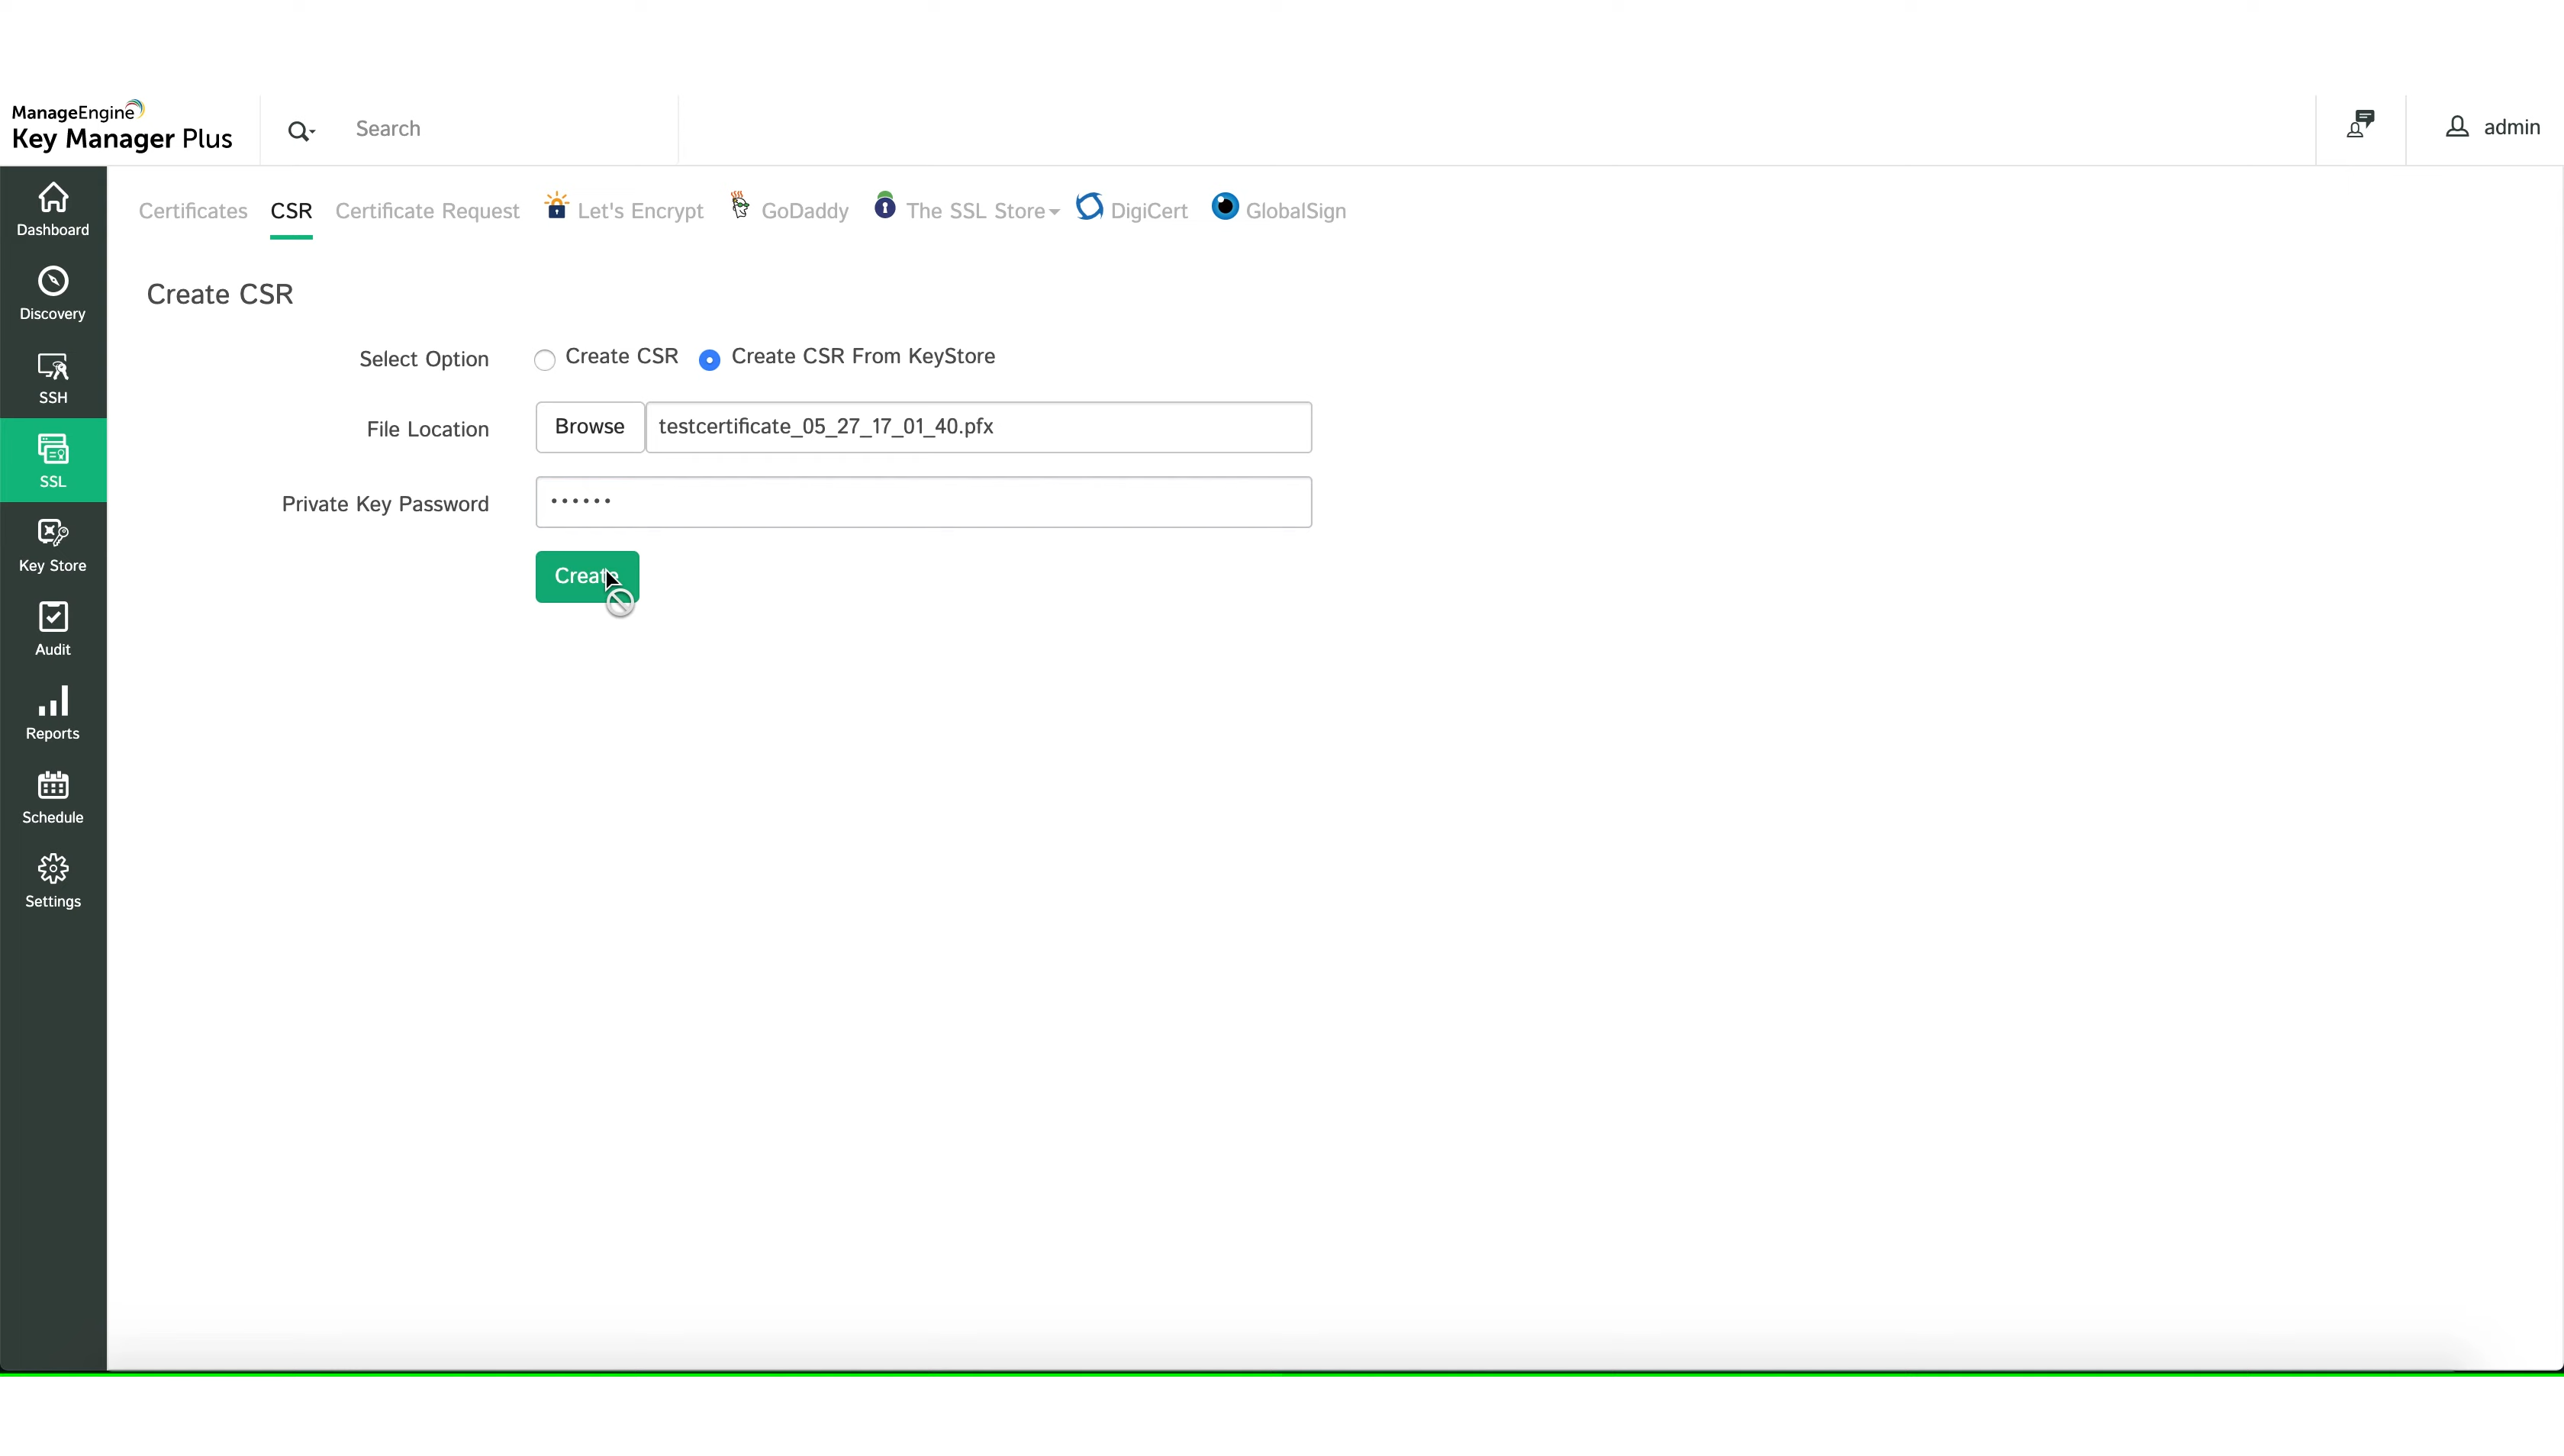 ManageEngine
Key Manager Plus
Search
admin
Dashboard
Discovery
SSH
SSL
Key Store
Audit
Reports
Schedule
Settings
Certificates CSR Certificate Request Let's Encrypt GoDaddy The SSL Store DigiCert GlobalSign
Create CSR
Select Option Create CSR Create CSR From KeyStore
File Location Browse testcertificate_05_27_17_01_40.pfx
Private Key Password ••••••
Create